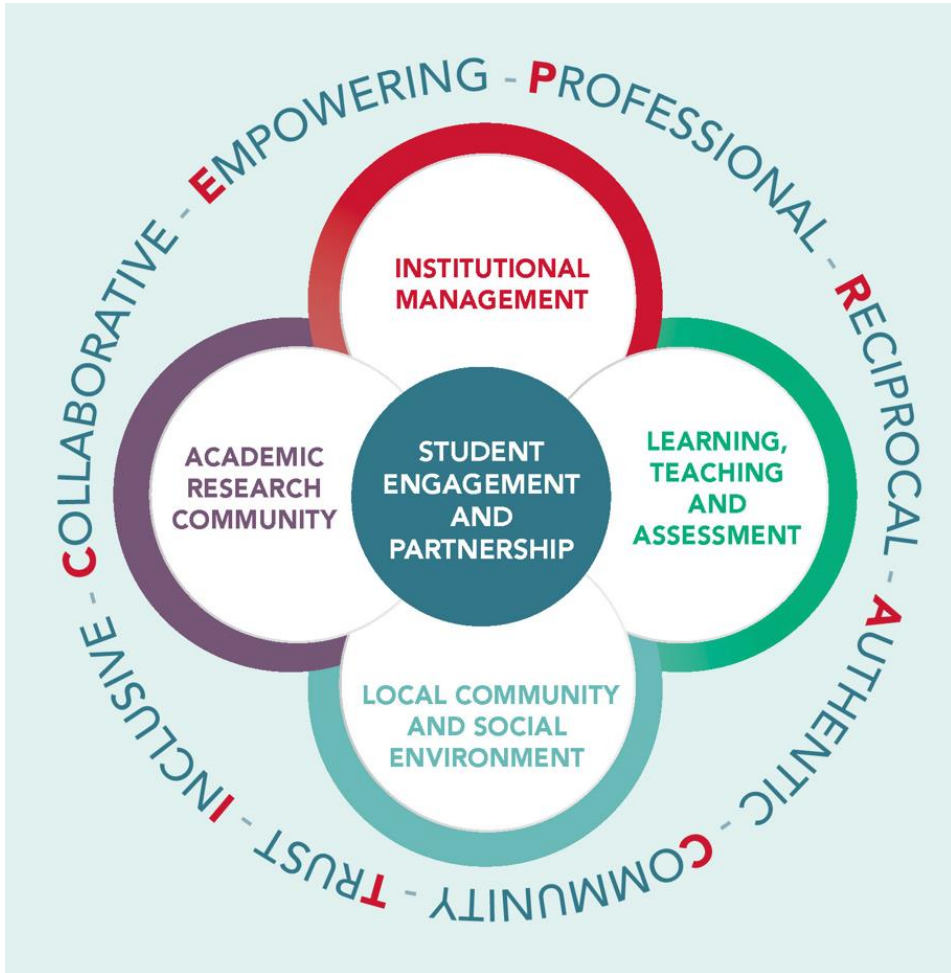 PROFESSIONAL - RECIPROCAL - AUTHENTIC - COMMUNITY - TRUST - INCLUSIVE - COLLABORATIVE - EMPOWERING -
INSTITUTIONAL
MANAGEMENT
ACADEMIC
RESEARCH
COMMUNITY
STUDENT
ENGAGEMENT
AND
PARTNERSHIP
LEARNING,
TEACHING
AND
ASSESSMENT
LOCAL COMMUNITY
AND SOCIAL
ENVIRONMENT